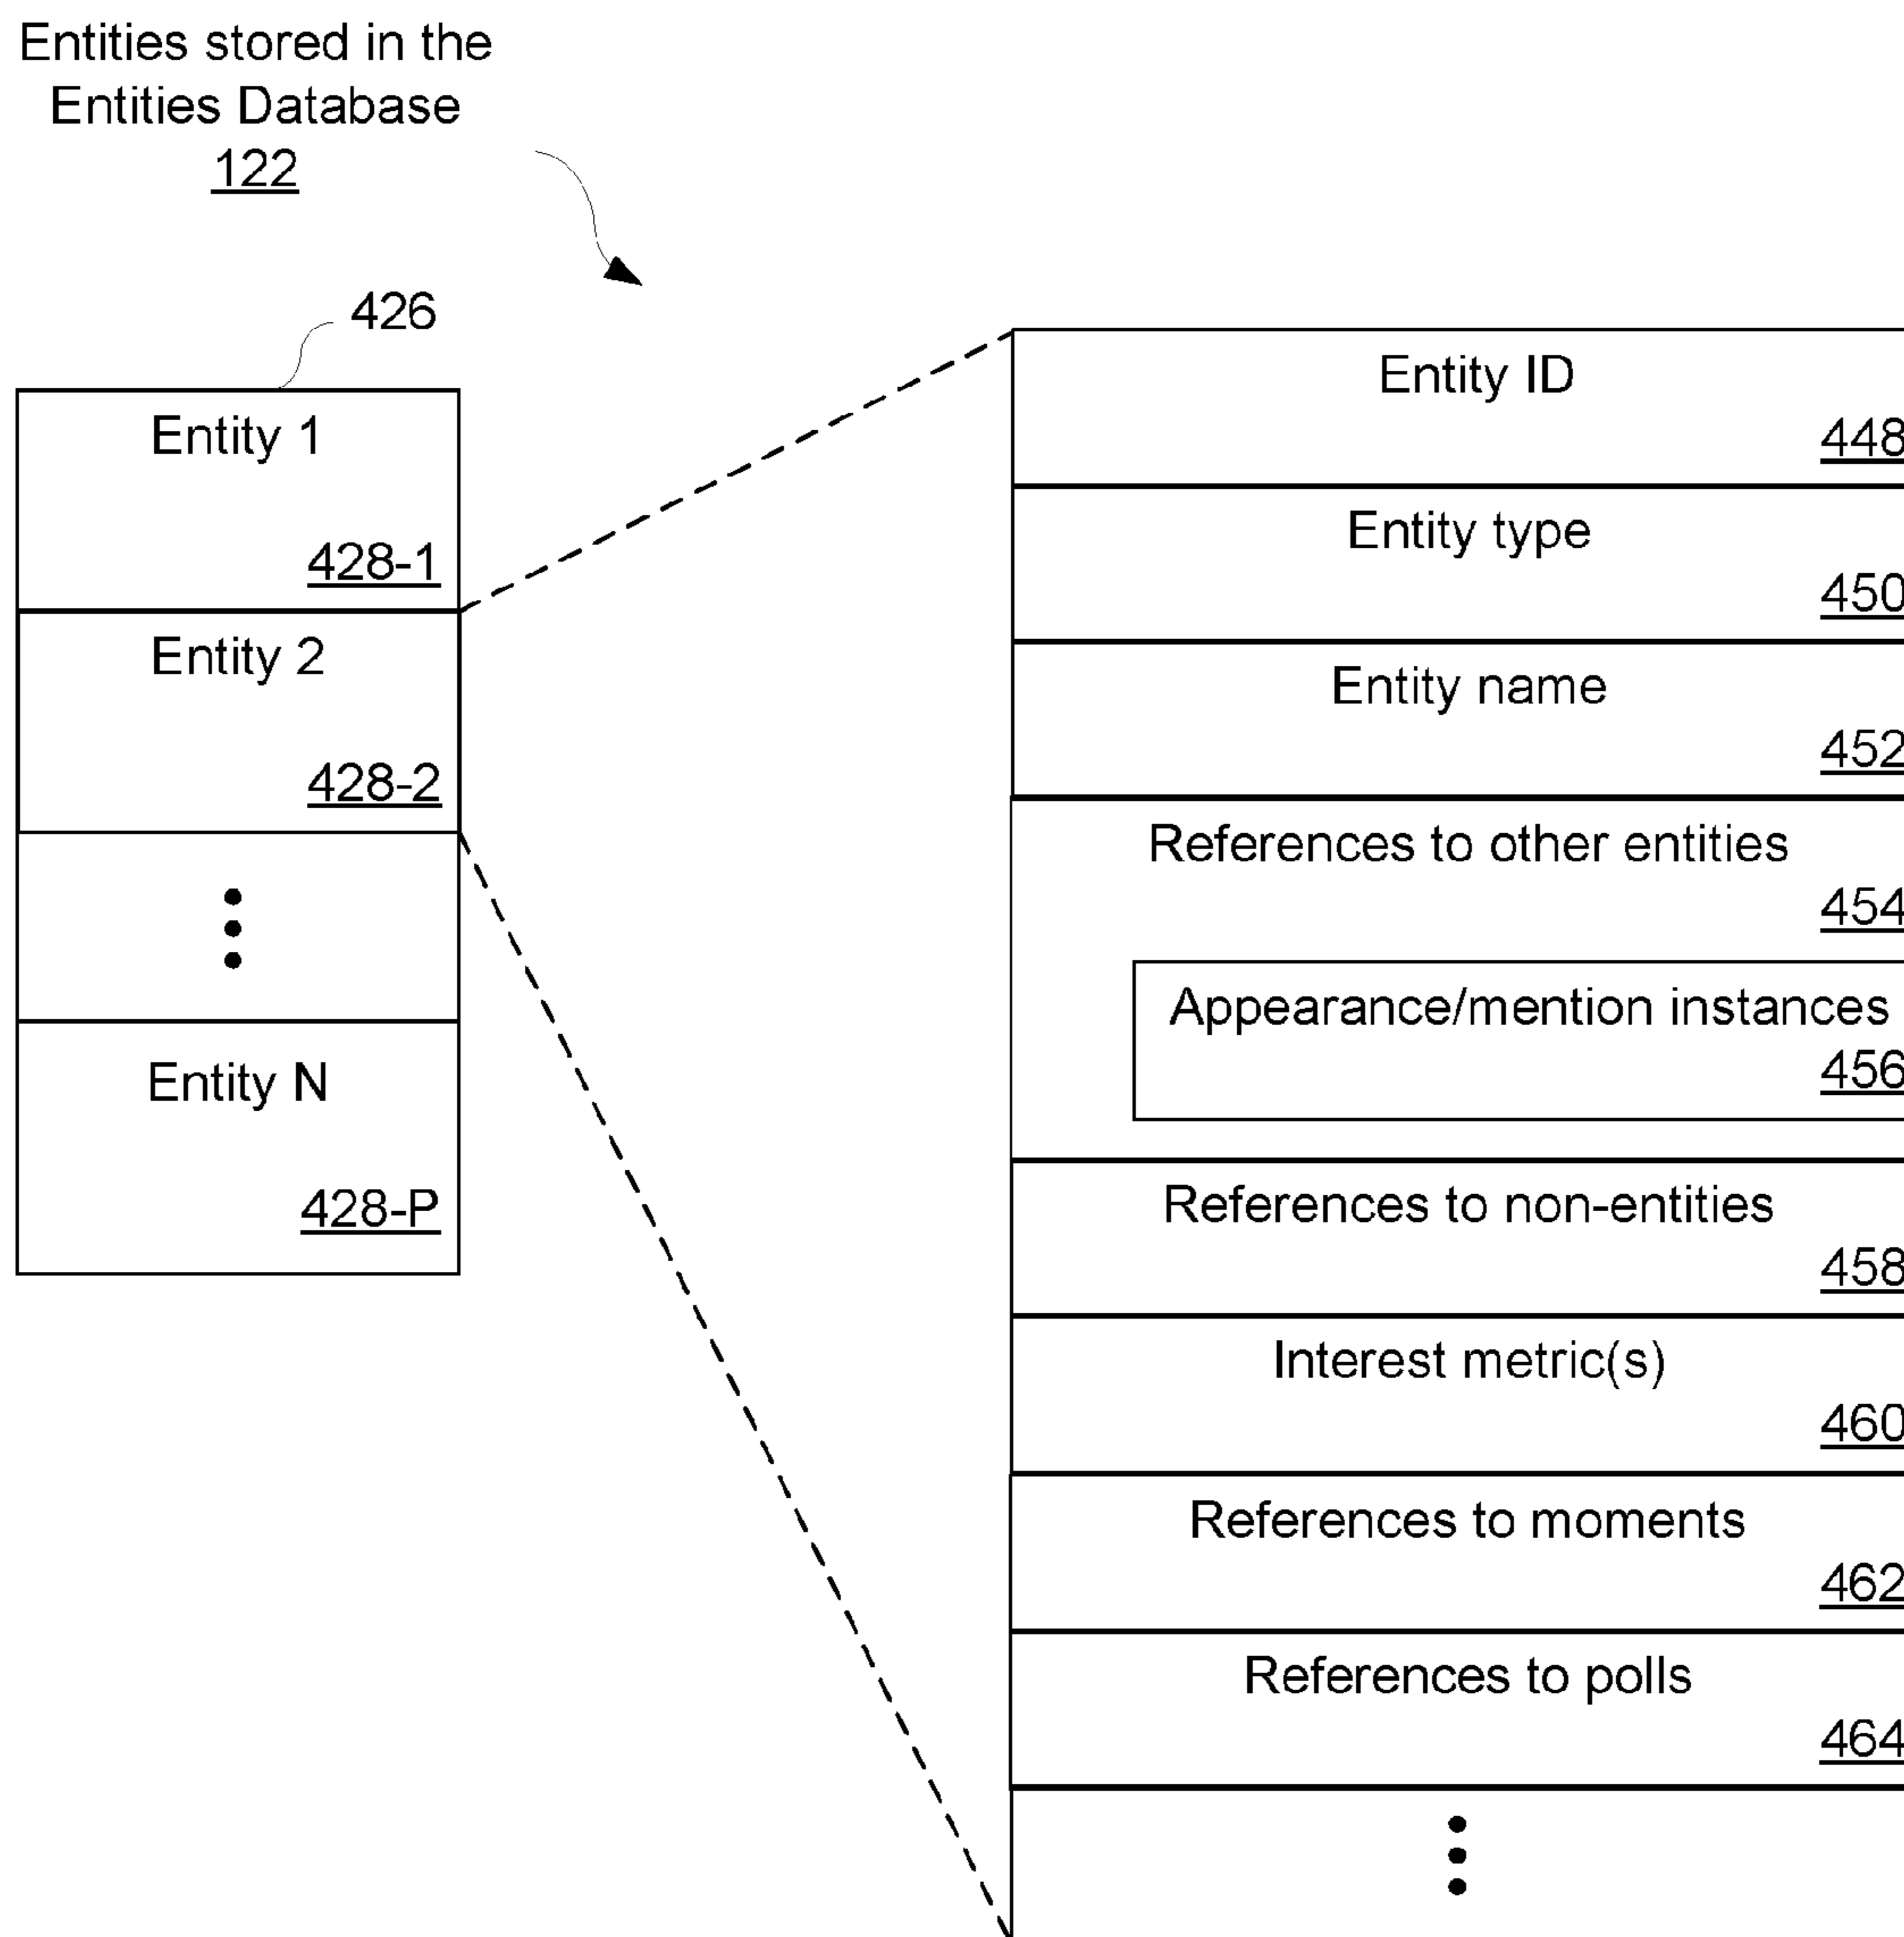 Entities stored in the
Entities Database
122
426
Entity 1
428-1
Entity 2
428-2
Entity N
428-P
Entity ID
448
Entity type
450
Entity name
452
References to other entities
454
Appearance/mention instances
456
References to non-entities
458
Interest metric(s)
460
References to moments
462
References to polls
464